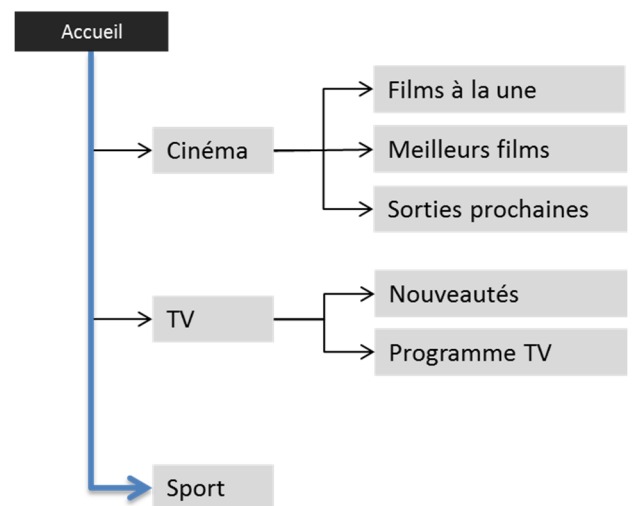 Accueil
Cinéma
Films à la une
Meilleurs films
Sorties prochaines
TV
Nouveautés
Programme TV
Sport